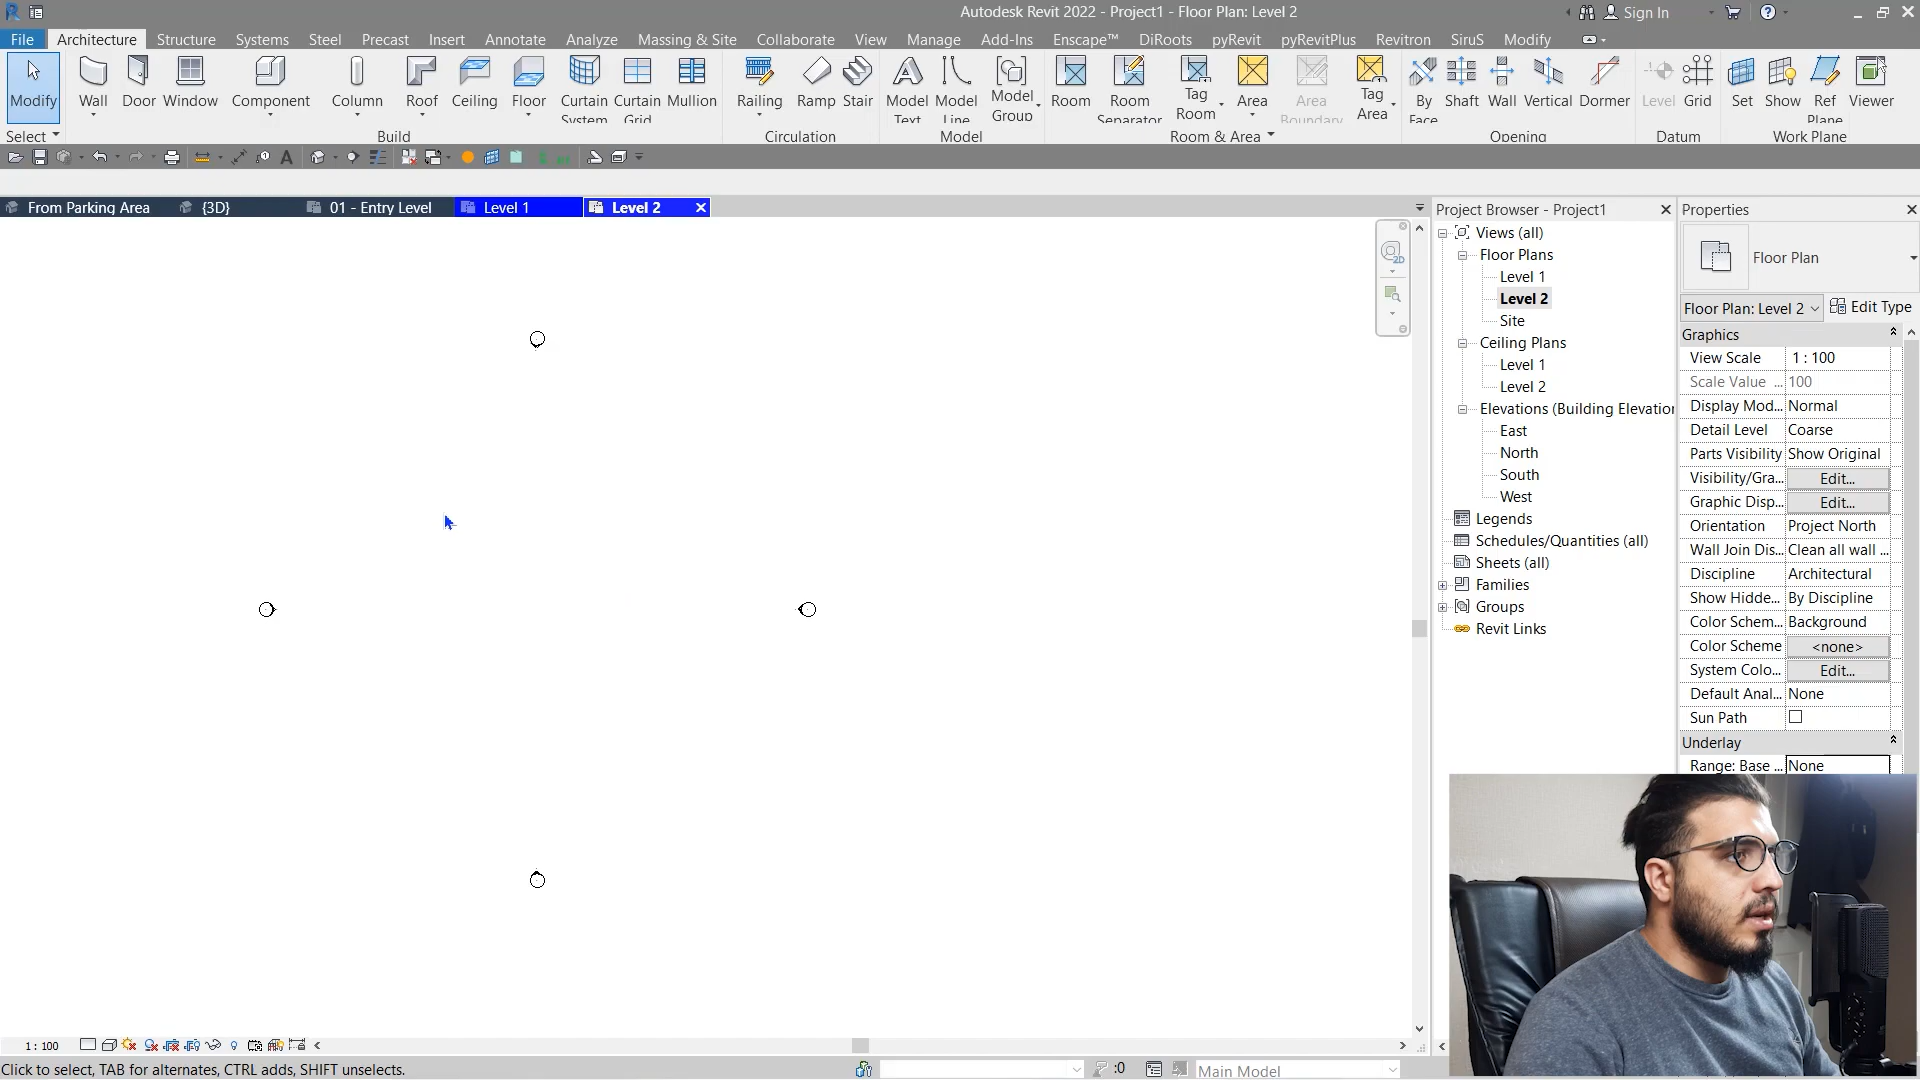 Autodesk Revit 2022 - Project1 - Floor Plan: Level 2
Sign In
File Architecture Structure Systems Steel Precast Insert Annotate Analyze Massing & Site Collaborate View Manage Add-Ins Enscape™ DiRoots pyRevit pyRevitPlus Revitron SiruS Modify
Modify
Wall
Door
Window
Component
Column
Roof
Ceiling
Floor
Curtain System
Curtain Grid
Mullion
Railing
Ramp
Stair
Model Text
Model Line
Model Group
Room
Room Separator
Tag Room
Area
Area Boundary
Tag Area
By Face
Shaft
Wall
Vertical
Dormer
Level
Grid
Set
Show
Ref Plane
Viewer
Select
Build
Circulation
Model
Room & Area
Opening
Datum
Work Plane
From Parking Area
{3D}
01 - Entry Level
Level 1
Level 2
Project Browser - Project1
Views (all)
Floor Plans
Level 1
Level 2
Site
Ceiling Plans
Level 1
Level 2
Elevations (Building Elevation
East
North
South
West
Legends
Schedules/Quantities (all)
Sheets (all)
Families
Groups
Revit Links
Properties
Floor Plan
Floor Plan: Level 2
Edit Type
Graphics
View Scale 1 : 100
Scale Value ... 100
Display Mod... Normal
Detail Level Coarse
Parts Visibility Show Original
Visibility/Gra... Edit...
Graphic Disp... Edit...
Orientation Project North
Wall Join Dis... Clean all wall ...
Discipline Architectural
Show Hidde... By Discipline
Color Schem... Background
Color Scheme <none>
System Colo... Edit...
Default Anal... None
Sun Path
Underlay
Range: Base ... None
2D
1 : 100
Click to select, TAB for alternates, CTRL adds, SHIFT unselects.
:0
Main Model